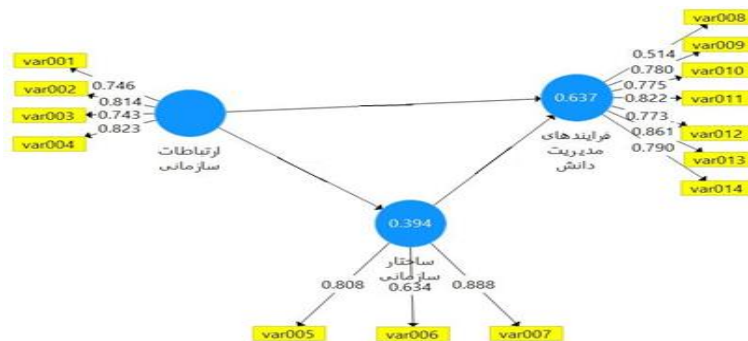 var001
var002
var003
var004
0.746
0.814
0.743
0.823
ارتباطات
سازمانی
var008
var009
var010
var011
var012
var013
var014
0.514
0.780
0.775
0.822
0.773
0.861
0.790
0.637
فرایندهای
مدیریت
دانش
0.394
ساختار
سازمانی
0.808
0.634
0.888
var005
var006
var007